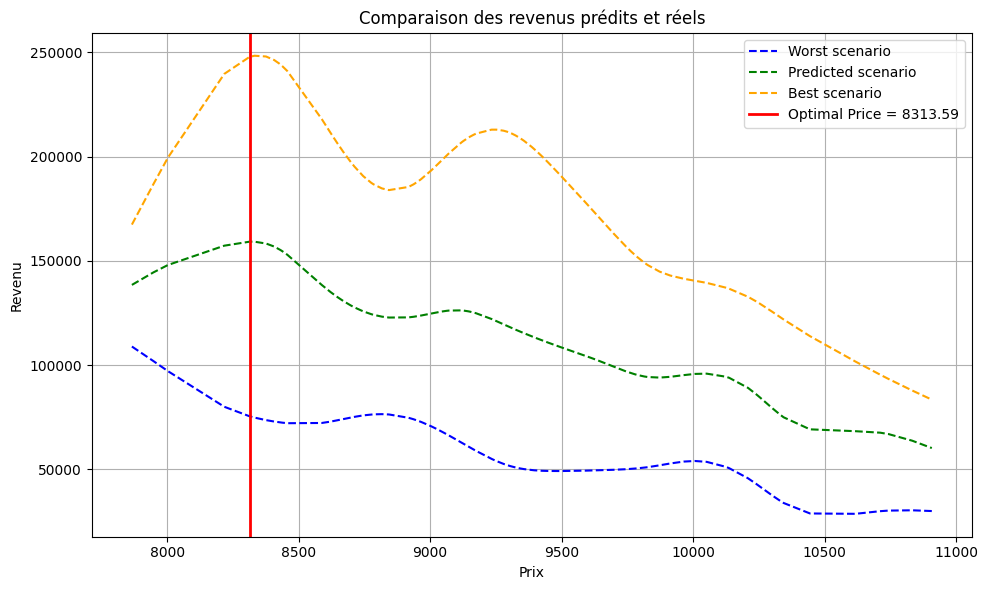 Comparaison des revenus prédits et réels
Worst scenario
Predicted scenario
Best scenario
Optimal Price = 8313.59
250000
200000
150000
100000
50000
Revenu
8000 8500 9000 9500 10000 10500 11000
Prix